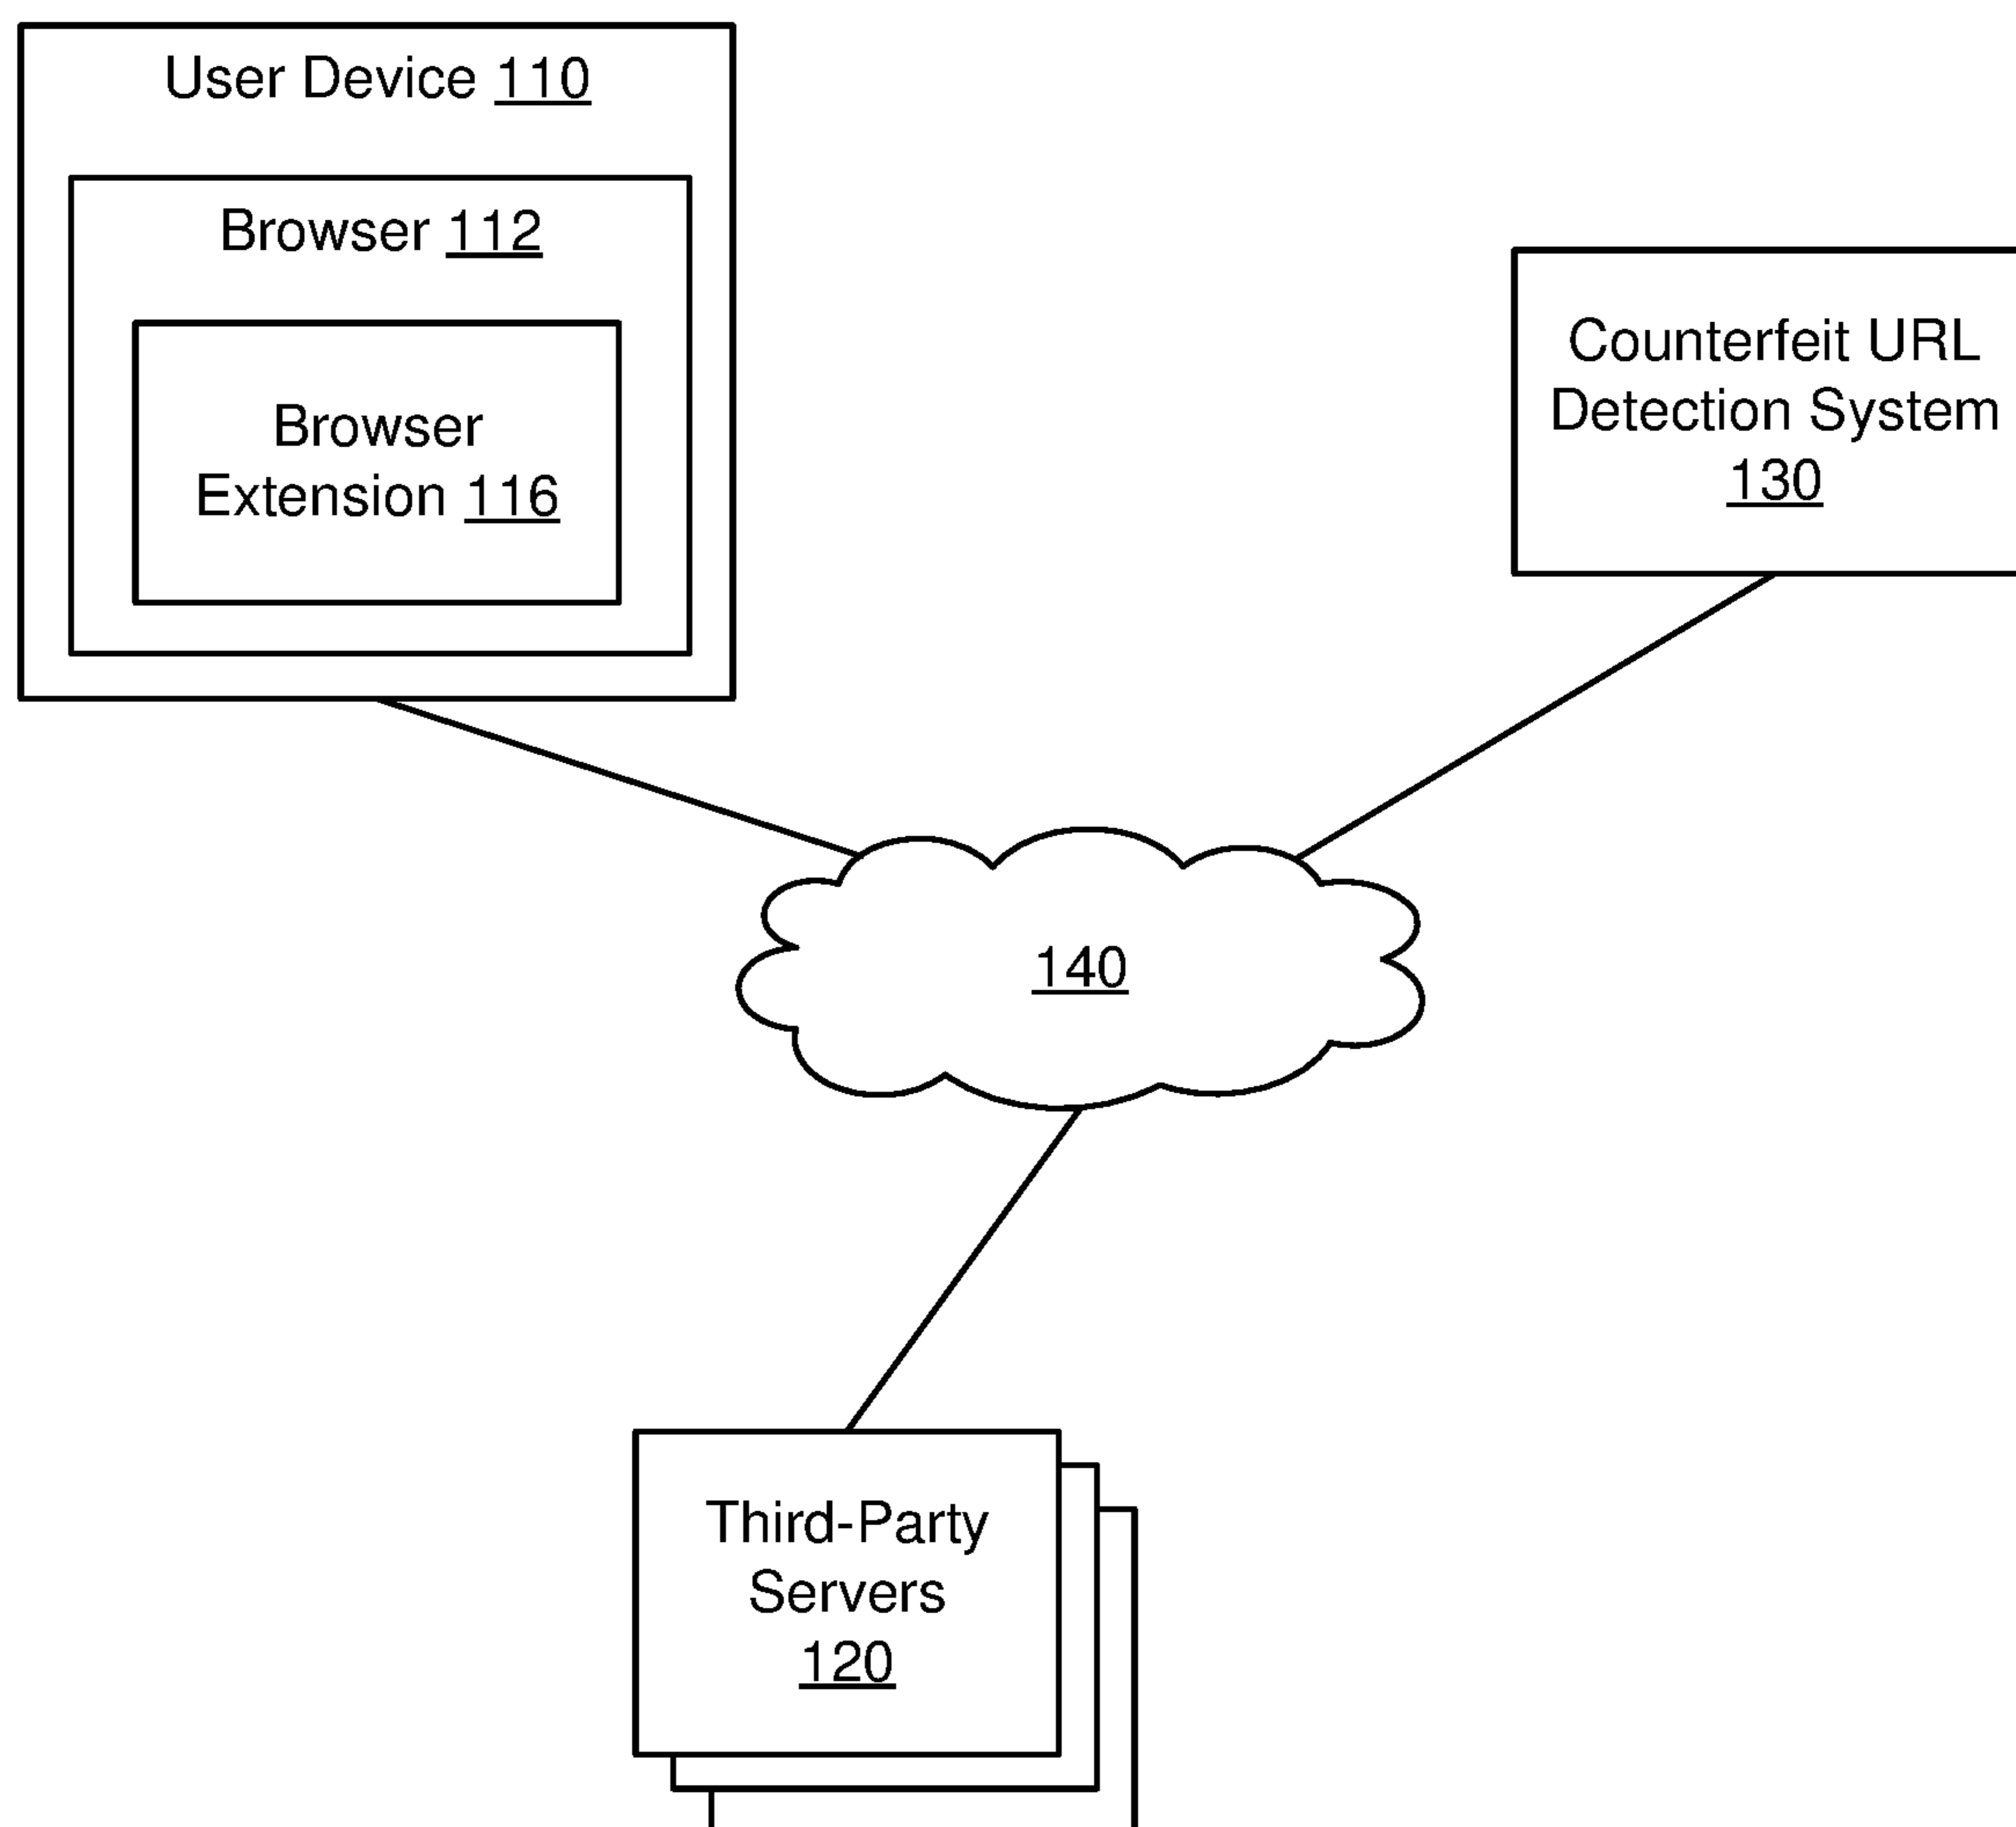 User Device 110
Browser 112
Browser
Extension 116
Counterfeit URL
Detection System
130
140
Third-Party
Servers
120